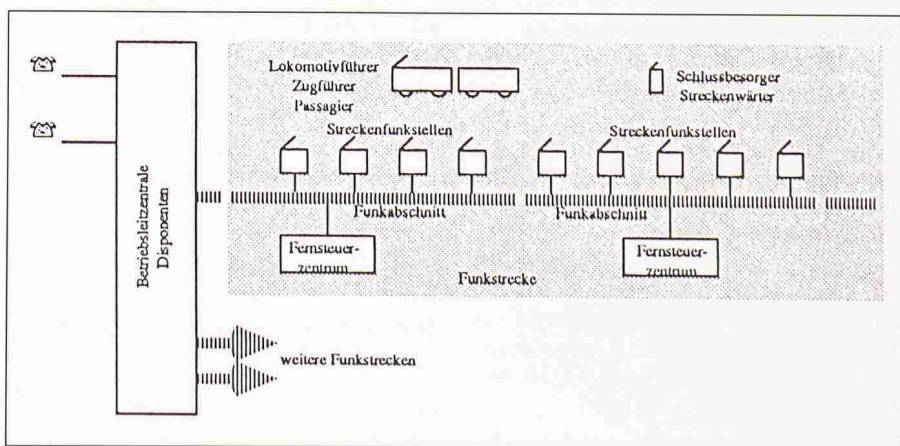 Lokomotivführer
Zugführer
Passagier
Schlussbesorger
Streckenwärter
Streckenfunkstellen
Streckenfunkstellen
Betriebsleitzentrale
Disponenten
Funkabschnitt
Funkabschnitt
Fernsteuer-
zentrum
Fernsteuer-
zentrum
Funkstrecke
weitere Funkstrecken